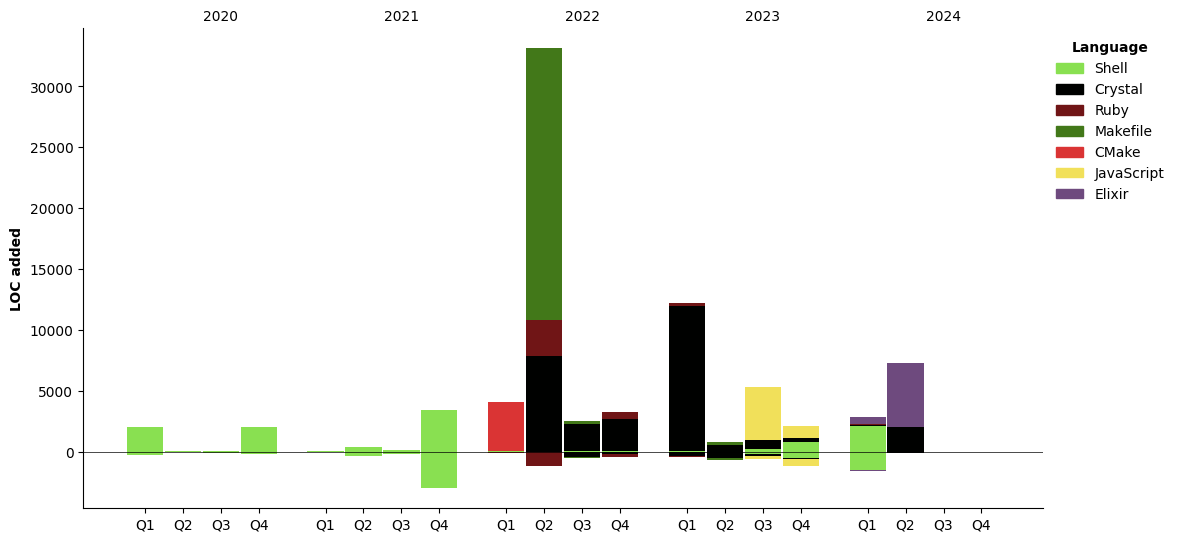 2020 2021 2022 2023 2024
Language
Shell
Crystal
Ruby
Makefile
CMake
JavaScript
Elixir
LOC added
30000
25000
20000
15000
10000
5000
0
Q1 Q2 Q3 Q4 Q1 Q2 Q3 Q4 Q1 Q2 Q3 Q4 Q1 Q2 Q3 Q4 Q1 Q2 Q3 Q4